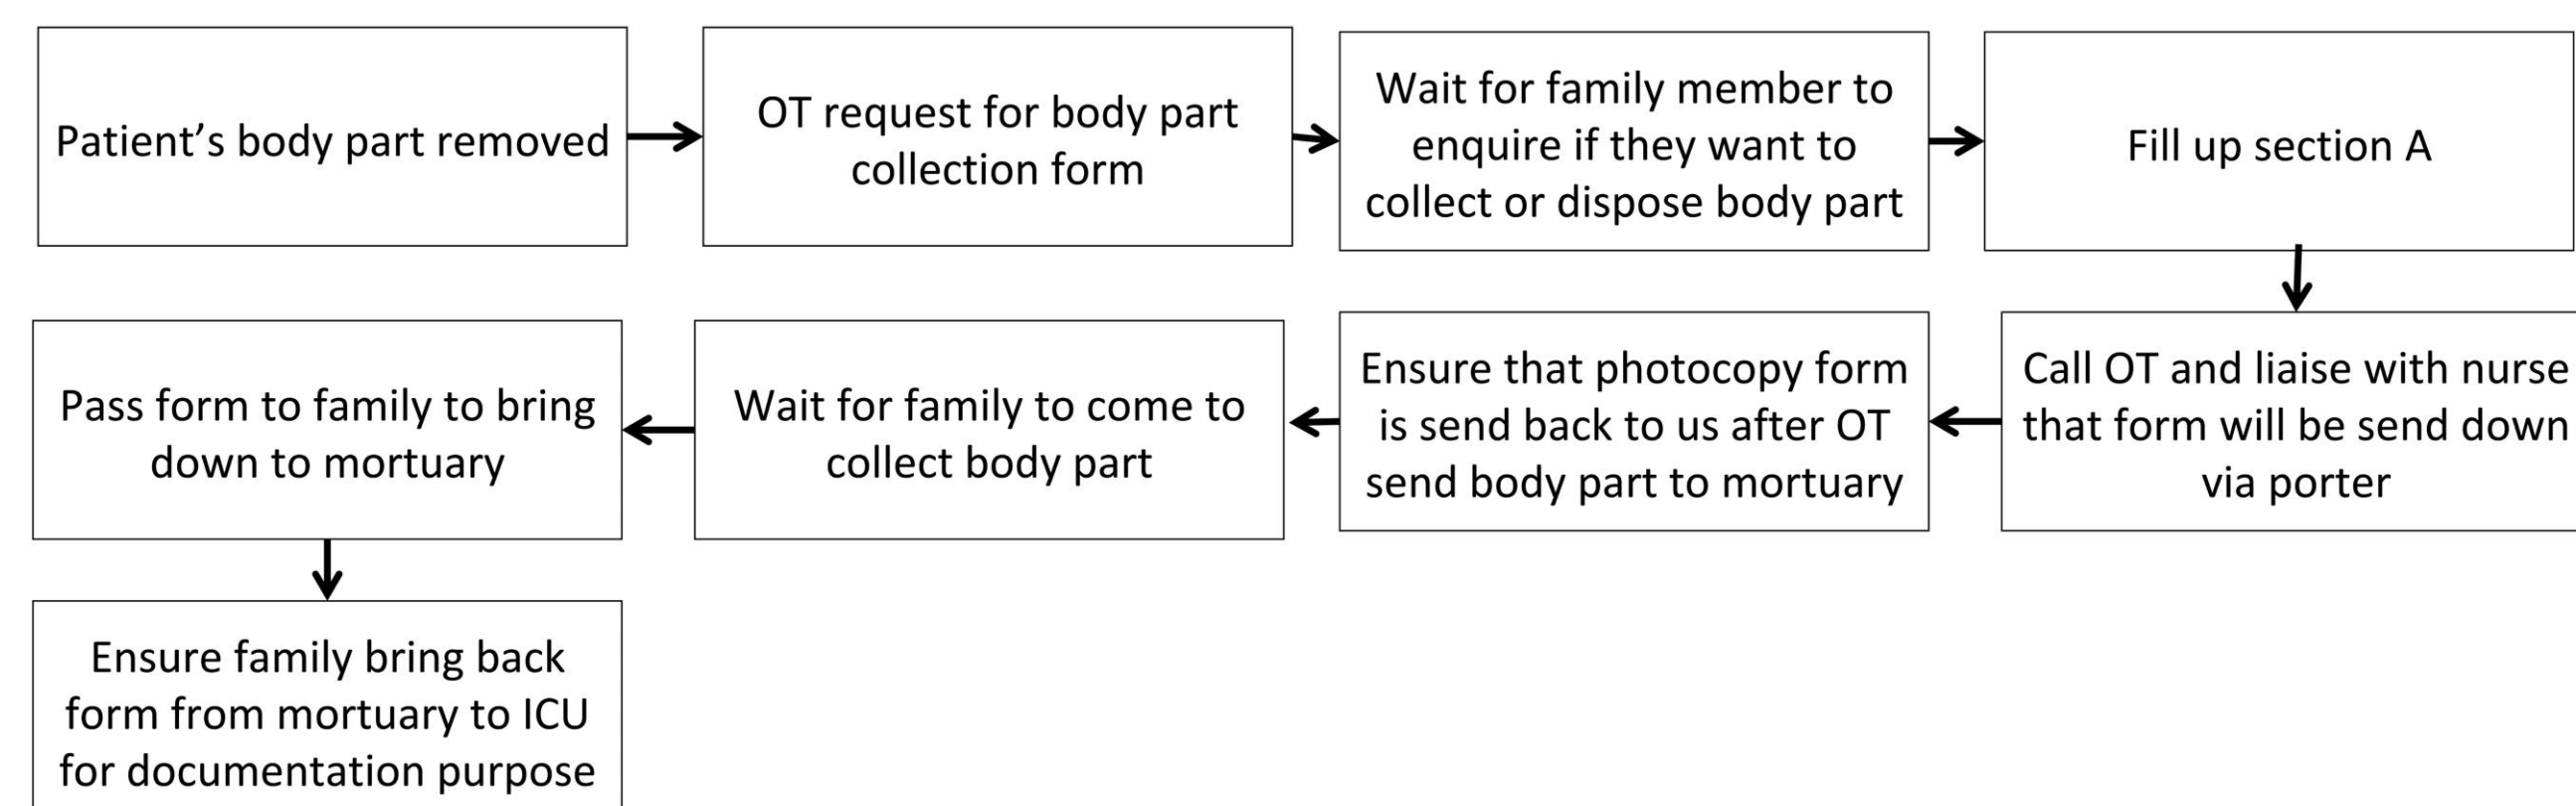 Patient’s body part removed
OT request for body part
collection form
Wait for family member to
enquire if they want to
collect or dispose body part
Fill up section A
Call OT and liaise with nurse
that form will be send down
via porter
Ensure that photocopy form
is send back to us after OT
send body part to mortuary
Wait for family to come to
collect body part
Pass form to family to bring
down to mortuary
Ensure family bring back
form from mortuary to ICU
for documentation purpose